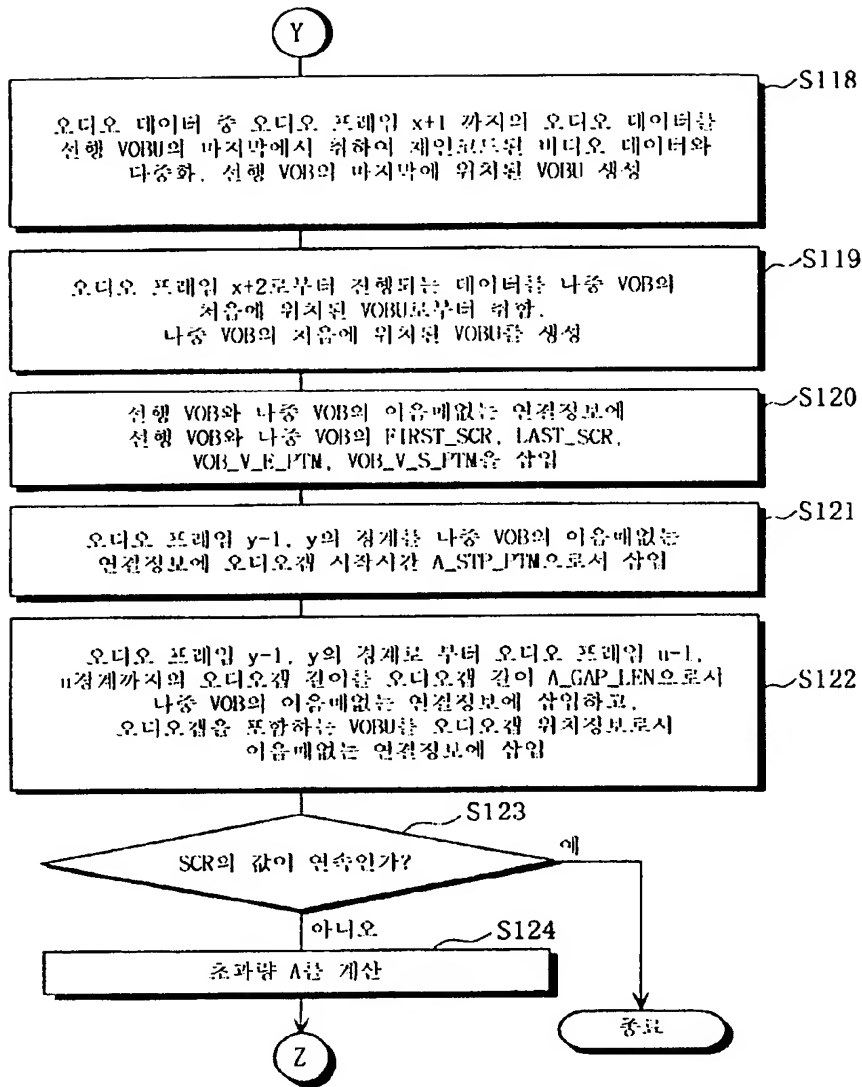 Y
S118
오디오 데이터 중 오디오 프레임 x+1 까지의 오디오 데이터를
선행 VOBU의 마지막에서 취하여 재인코드된 비디오 데이터와
다중화. 선행 VOB의 마지막에 위치된 VOBU 생성
S119
오디오 프레임 x+2로부터 진행되는 데이터를 나중 VOB의
처음에 위치된 VOBU로부터 취함.
나중 VOB의 처음에 위치된 VOBU를 생성
S120
선행 VOB와 나중 VOB의 이음매없는 연결정보에
선행 VOB와 나중 VOB의 FIRST_SCR, LAST_SCR,
VOB_V_E_PTM, VOB_V_S_PTM을 삽입
S121
오디오 프레임 y-1, y의 경계를 나중 VOB의 이음매없는
연결정보에 오디오갭 시작시간 A_STP_PTM으로서 삽입
S122
오디오 프레임 y-1, y의 경계로 부터 오디오 프레임 u-1,
u경계까지의 오디오갭 길이를 오디오갭 길이 A_GAP_LEN으로서
나중 VOB의 이음매없는 연결정보에 삽입하고,
오디오갭을 포함하는 VOBU를 오디오갭 위치정보로서
이음매없는 연결정보에 삽입
S123
SCR의 값이 연속인가?
예
아니오
S124
초과량 A를 계산
종료
Z